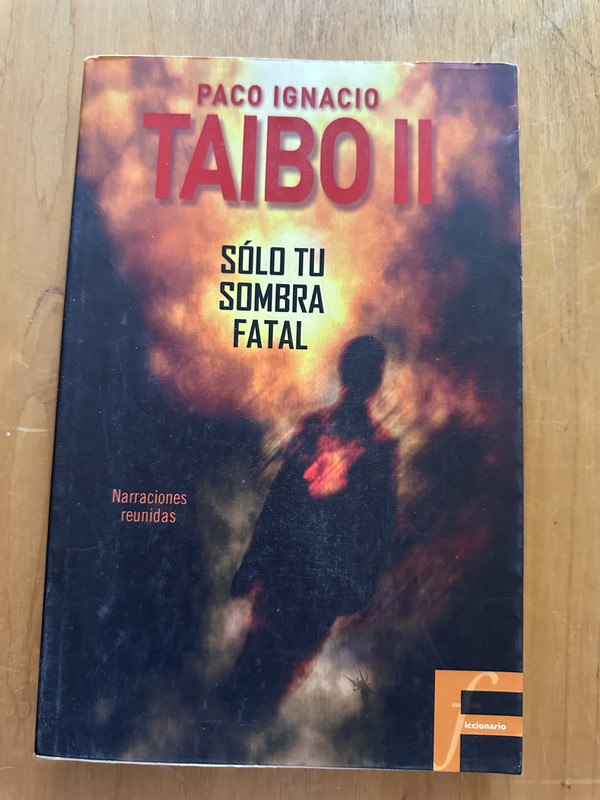 PACO IGNACIO
TAIBO II
SÓLO TU
SOMBRA
FATAL
Narraciones
reunidas
ficcionario